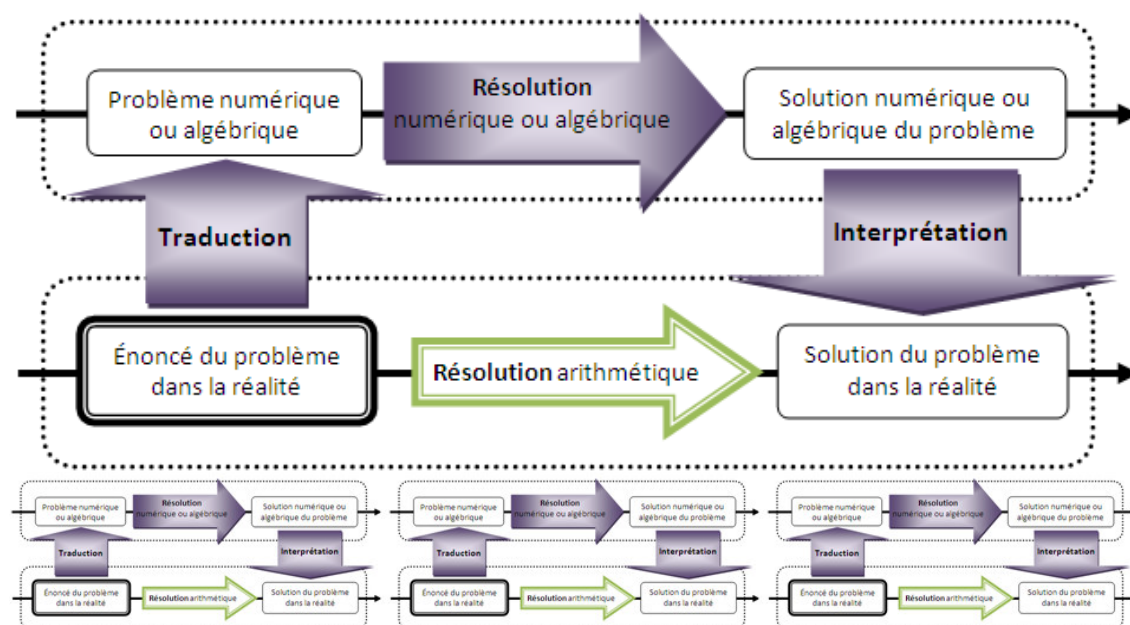 Problème numérique
ou algébrique
Résolution
numérique ou algébrique
Solution numérique ou
algébrique du problème
Traduction
Interprétation
Énoncé du problème
dans la réalité
Résolution arithmétique
Solution du problème
dans la réalité
Problème numérique
ou algébrique
Résolution
numérique ou algébrique
Solution numérique ou
algébrique du problème
Traduction
Interprétation
Énoncé du problème
dans la réalité
Résolution arithmétique
Solution du problème
dans la réalité
Problème numérique
ou algébrique
Résolution
numérique ou algébrique
Solution numérique ou
algébrique du problème
Traduction
Interprétation
Énoncé du problème
dans la réalité
Résolution arithmétique
Solution du problème
dans la réalité
Problème numérique
ou algébrique
Résolution
numérique ou algébrique
Solution numérique ou
algébrique du problème
Traduction
Interprétation
Énoncé du problème
dans la réalité
Résolution arithmétique
Solution du problème
dans la réalité